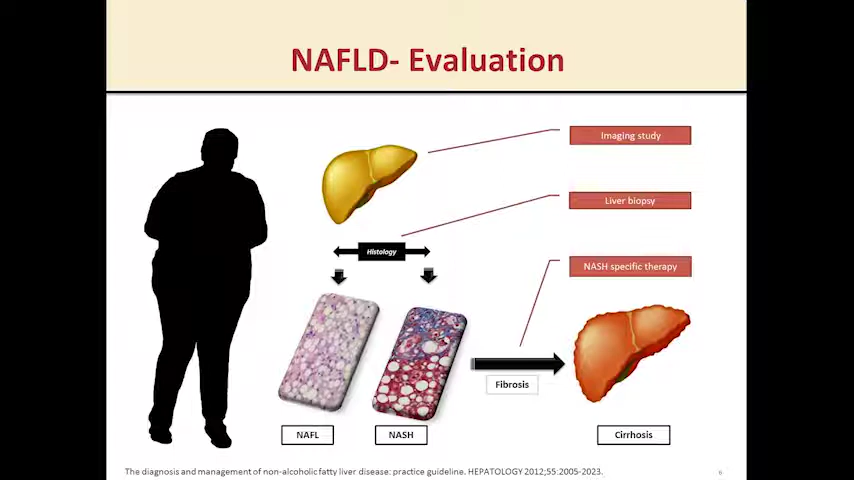 NAFLD- Evaluation
Imaging study
Liver biopsy
Histology
NASH specific therapy
Fibrosis
NAFL
NASH
Cirrhosis
The diagnosis and management of non-alcoholic fatty liver disease: practice guideline. HEPATOLOGY 2012;55:2005-2023.
6